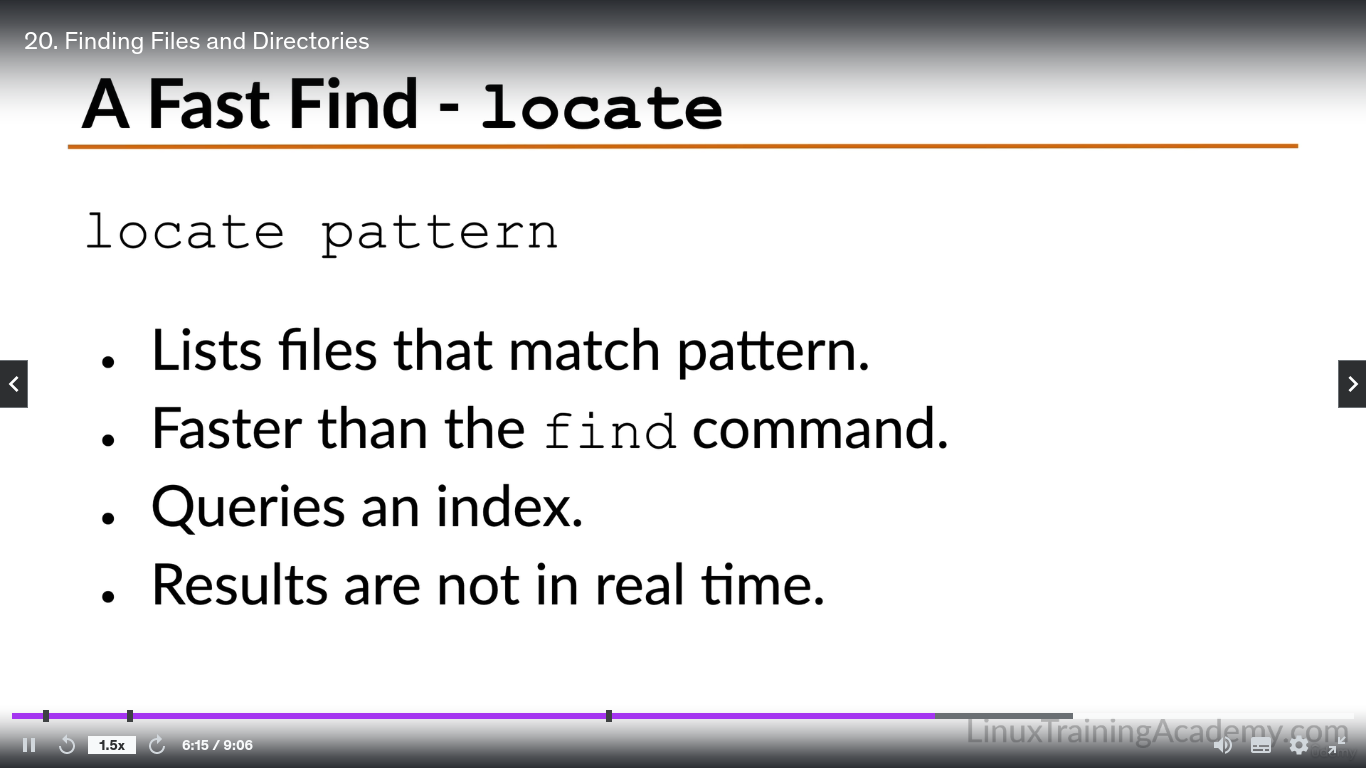 20. Finding Files and Directories
A Fast Find - locate
locate pattern
• Lists files that match pattern.
• Faster than the find command.
• Queries an index.
• Results are not in real time.
LinuxTrainingAcademy.com
1.5x
6:15 / 9:06